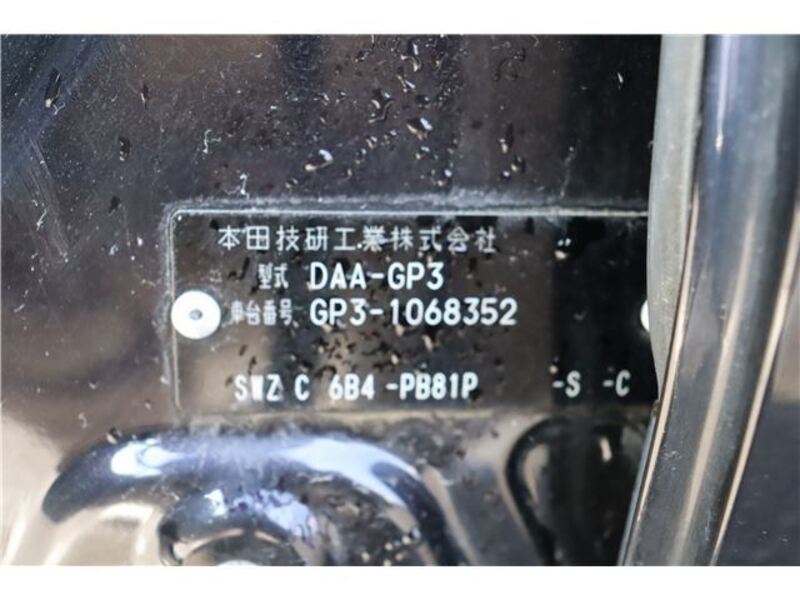 本田技研工業株式会社
型式 DAA-GP3
車台番号 GP3-1068352
SWZ C 6B4 -PB81P -S -C